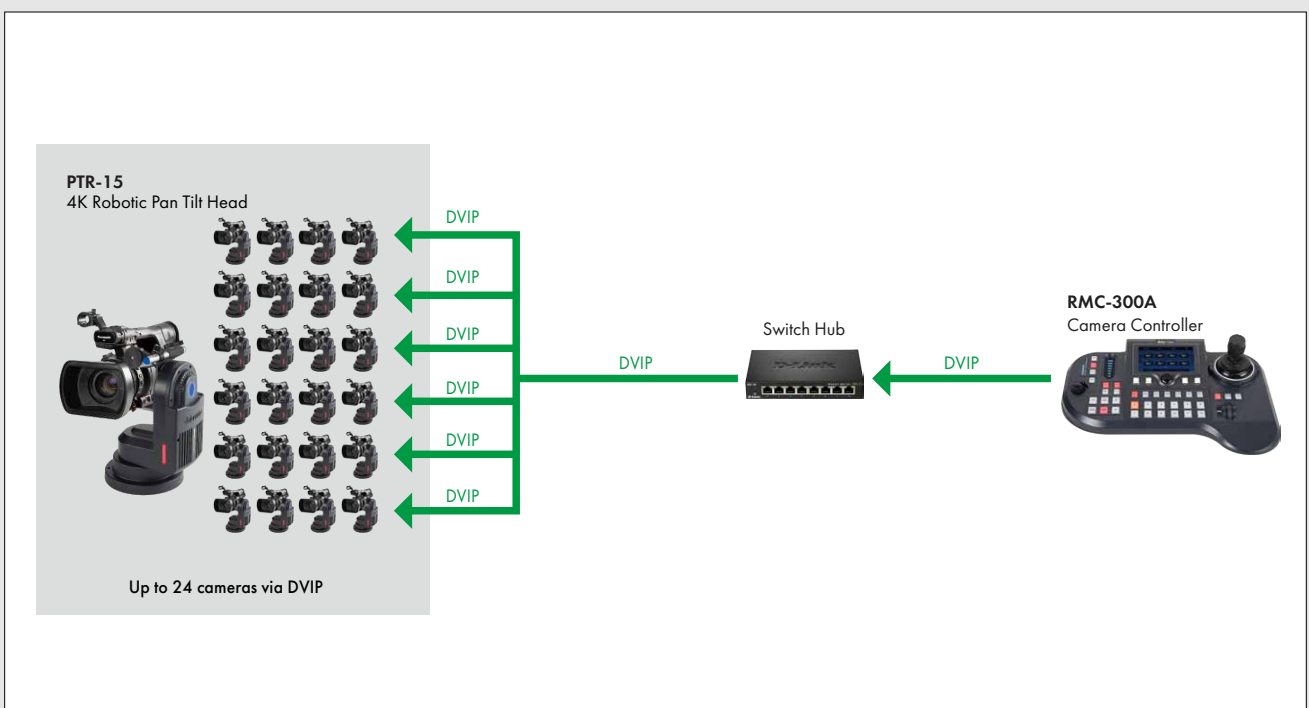 PTR-15
4K Robotic Pan Tilt Head
DVIP
DVIP
DVIP
DVIP
DVIP
DVIP
Up to 24 cameras via DVIP
DVIP
Switch Hub
D-Link
DVIP
RMC-300A
Camera Controller